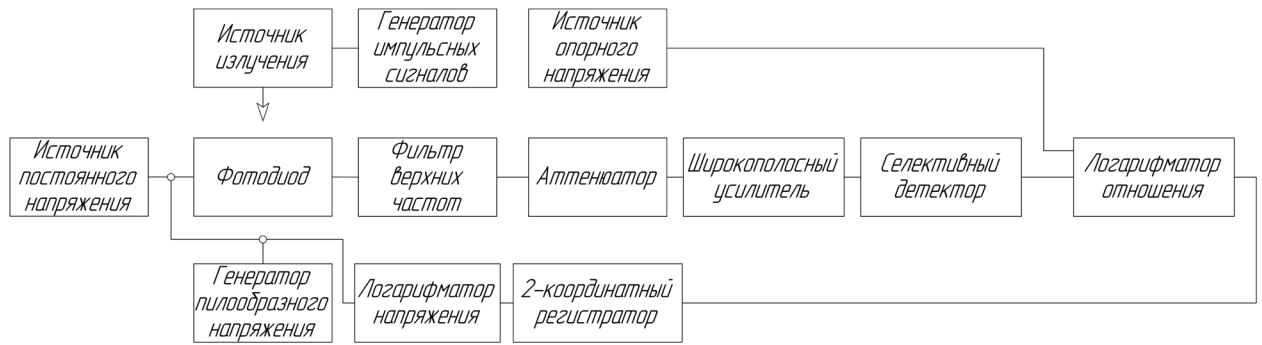 Источник
излучения
Генератор
импульсных
сигналов
Источник
опорного
напряжения
Источник
постоянного
напряжения
Фотодиод
Фильтр
верхних
частот
Аттенюатор
Широкополосный
усилитель
Селективный
детектор
Логарифматор
отношения
Генератор
пилообразного
напряжения
Логарифматор
напряжения
2-координатный
регистратор